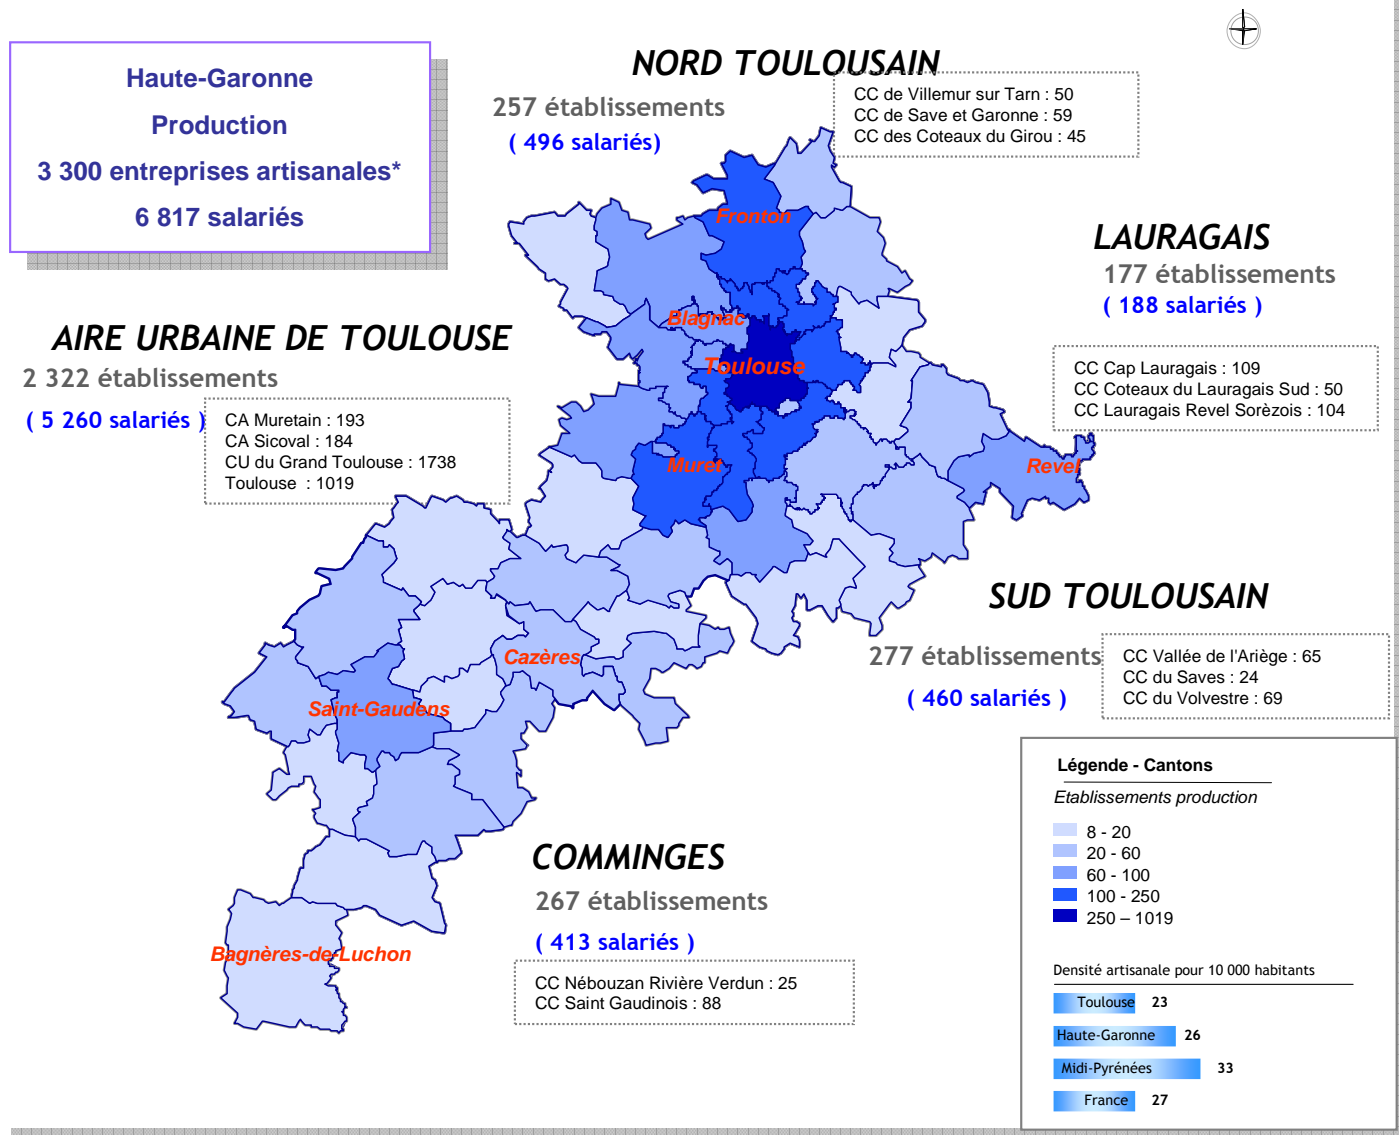 Haute-Garonne
Production
3 300 entreprises artisanales*
6 817 salariés
NORD TOULOUSAIN
257 établissements
( 496 salariés)
CC de Villemur sur Tarn : 50
CC de Save et Garonne : 59
CC des Coteaux du Girou : 45
LAURAGAIS
177 établissements
( 188 salariés )
CC Cap Lauragais : 109
CC Coteaux du Lauragais Sud : 50
CC Lauragais Revel Sorèzois : 104
AIRE URBAINE DE TOULOUSE
2 322 établissements
( 5 260 salariés )
CA Muretain : 193
CA Sicoval : 184
CU du Grand Toulouse : 1738
Toulouse : 1019
Fronton
Blagnac
Toulouse
Muret
Revel
Cazères
Saint-Gaudens
Bagnères-de-Luchon
SUD TOULOUSAIN
277 établissements
( 460 salariés )
CC Vallée de l'Ariège : 65
CC du Saves : 24
CC du Volvestre : 69
COMMINGES
267 établissements
( 413 salariés )
CC Nébouzan Rivière Verdun : 25
CC Saint Gaudinois : 88
Légende - Cantons
Etablissements production
8 - 20
20 - 60
60 - 100
100 - 250
250 – 1019
Densité artisanale pour 10 000 habitants
Toulouse 23
Haute-Garonne 26
Midi-Pyrénées 33
France 27